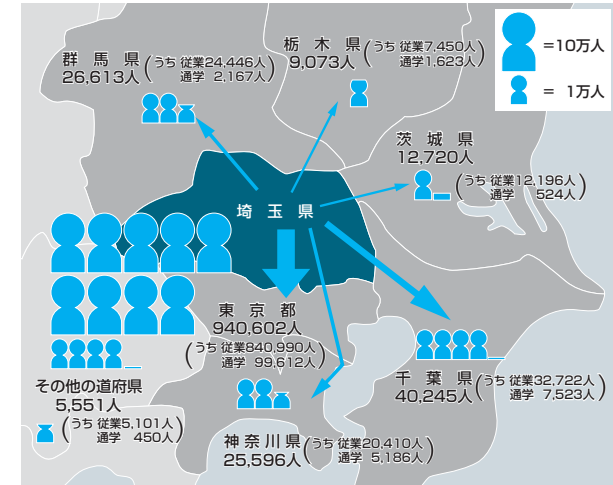 =10万人
= 1万人
群馬県
26,613人
(うち 従業24,446人
通学 2,167人)
栃木県
9,073人
(うち 従業7,450人
通学1,623人)
茨城県
12,720人
(うち 従業12,196人
通学 524人)
埼玉県
東京都
940,602人
(うち 従業840,990人
通学 99,612人)
千葉県
40,245人
(うち 従業32,722人
通学 7,523人)
その他の道府県
5,551人
(うち 従業5,101人
通学 450人)
神奈川県
25,596人
(うち 従業20,410人
通学 5,186人)